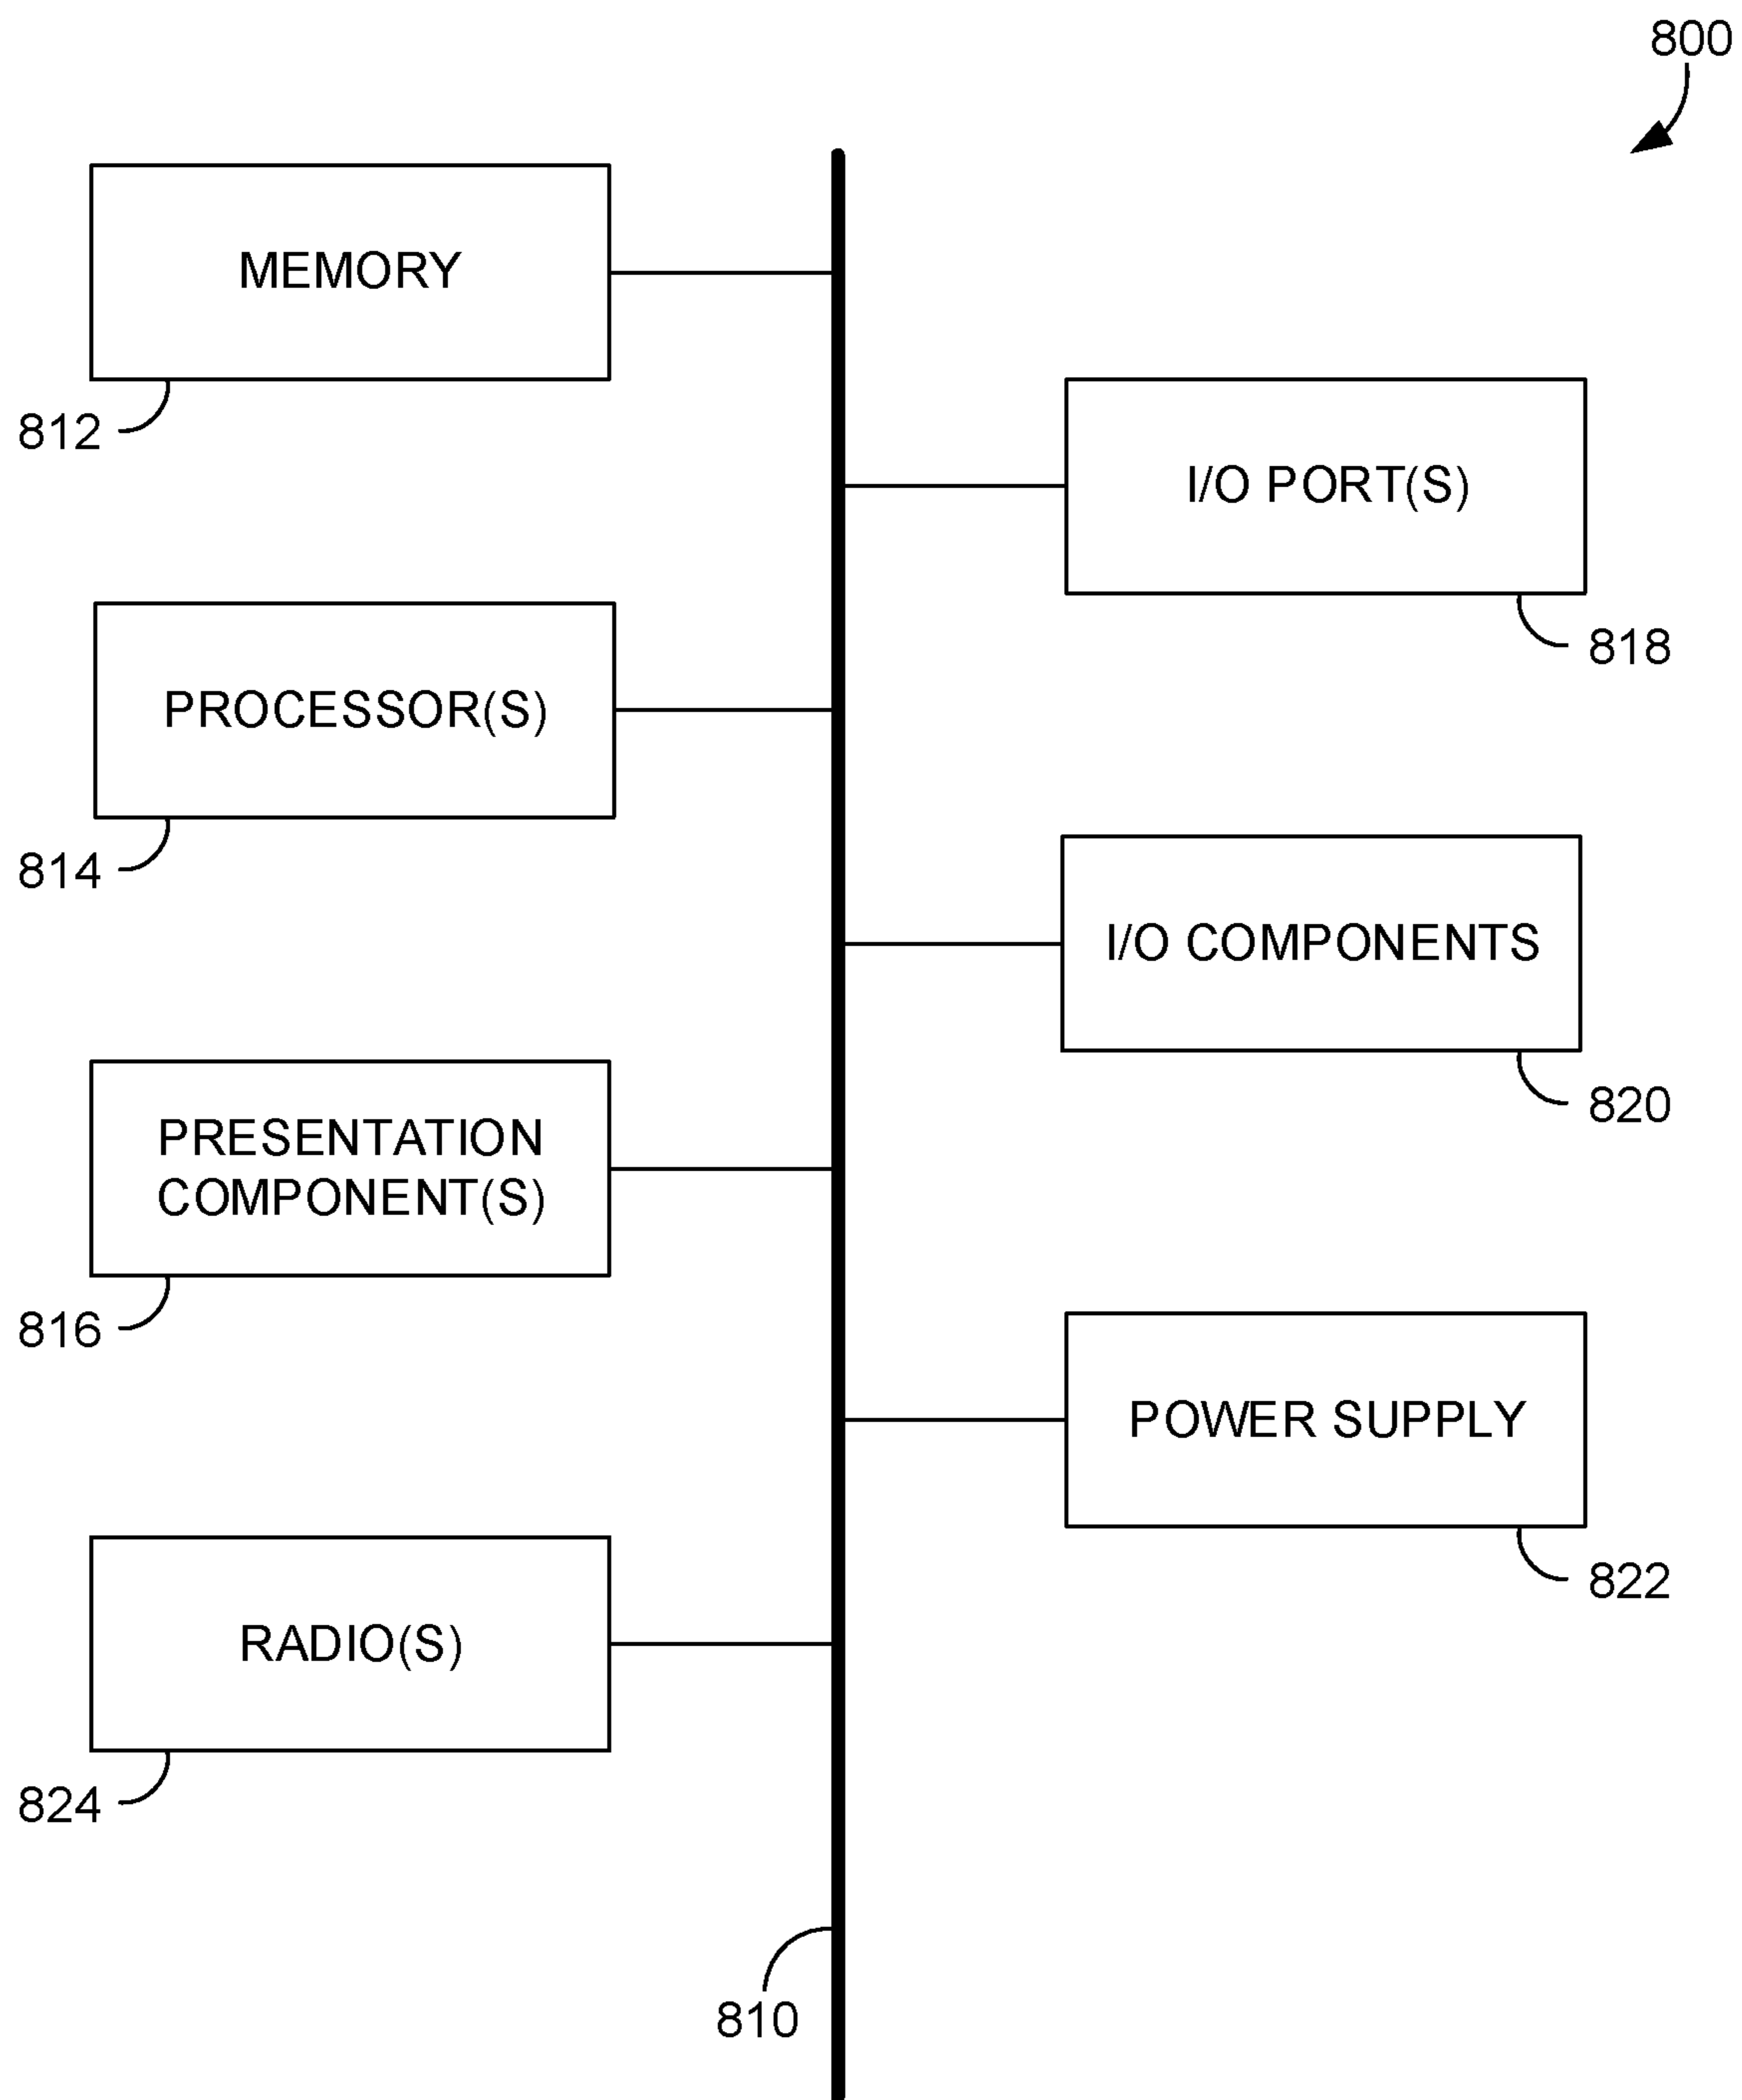 800
MEMORY
812
I/O PORT(S)
818
PROCESSOR(S)
814
I/O COMPONENTS
820
PRESENTATION
COMPONENT(S)
816
POWER SUPPLY
822
RADIO(S)
824
810